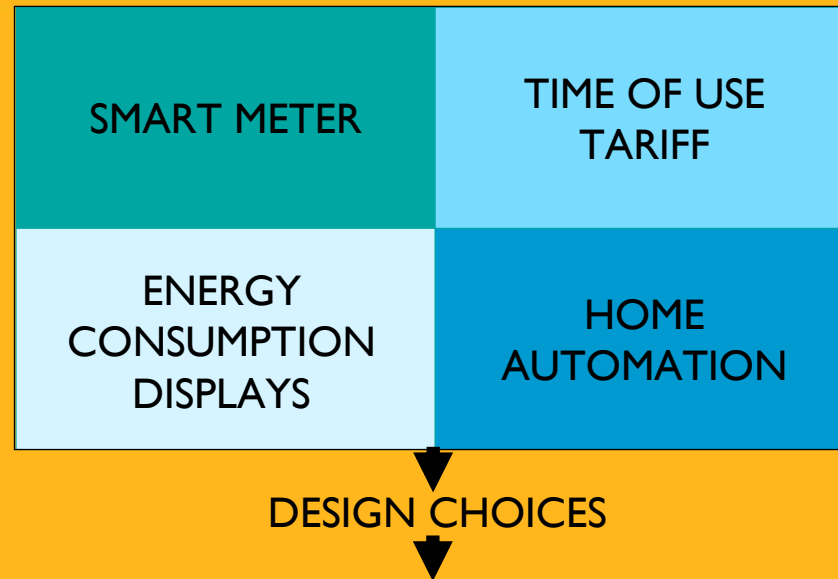 SMART METER
TIME OF USE
TARIFF
ENERGY
CONSUMPTION
DISPLAYS
HOME
AUTOMATION
DESIGN CHOICES